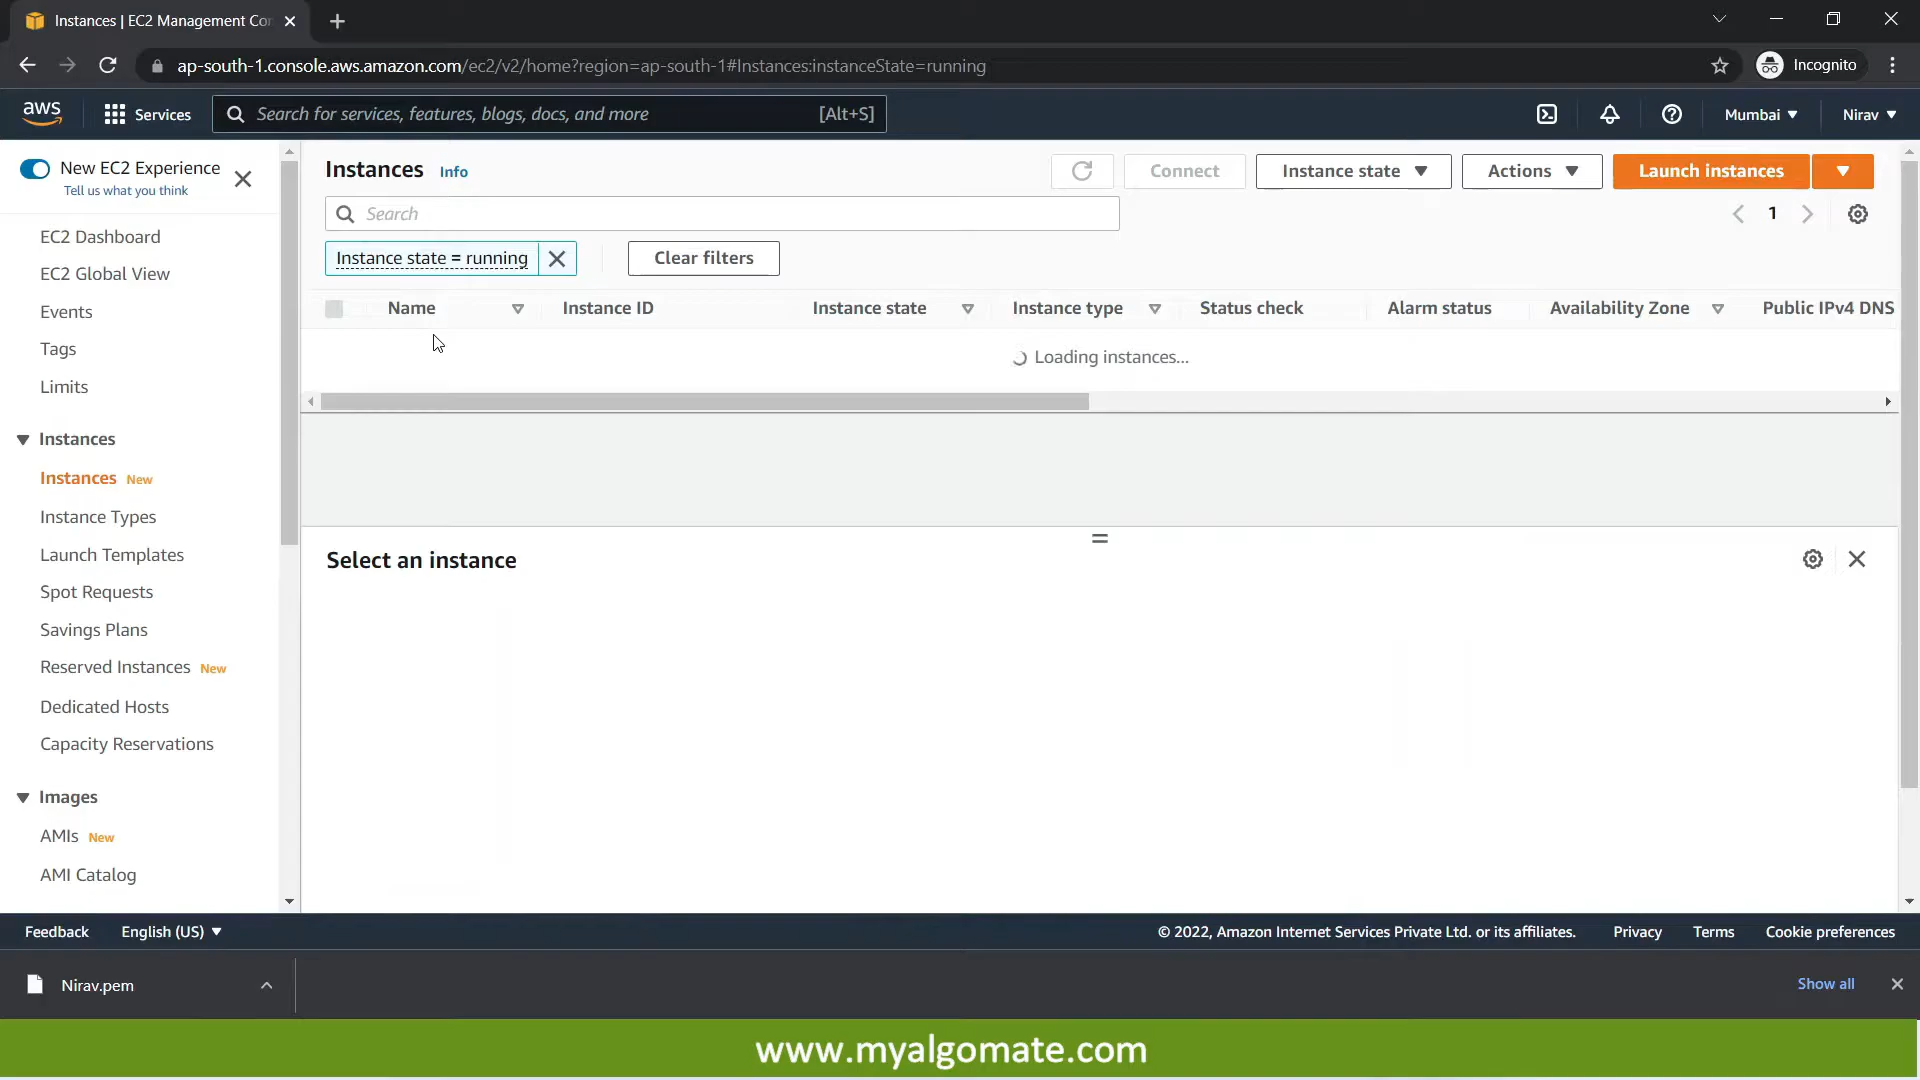 Instances | EC2 Management Con
ap-south-1.console.aws.amazon.com/ec2/v2/home?region=ap-south-1#Instances:instanceState=running
Incognito
aws
Services
Search for services, features, blogs, docs, and more
[Alt+S]
Mumbai
Nirav
New EC2 Experience
Tell us what you think
EC2 Dashboard
EC2 Global View
Events
Tags
Limits
Instances
Instances New
Instance Types
Launch Templates
Spot Requests
Savings Plans
Reserved Instances New
Dedicated Hosts
Capacity Reservations
Images
AMIs New
AMI Catalog
Instances Info
Connect
Instance state
Actions
Launch instances
Search
1
Instance state = running
Clear filters
Name
Instance ID
Instance state
Instance type
Status check
Alarm status
Availability Zone
Public IPv4 DNS
Loading instances...
Select an instance
Feedback
English (US)
© 2022, Amazon Internet Services Private Ltd. or its affiliates.
Privacy
Terms
Cookie preferences
Nirav.pem
Show all
www.myalgomate.com